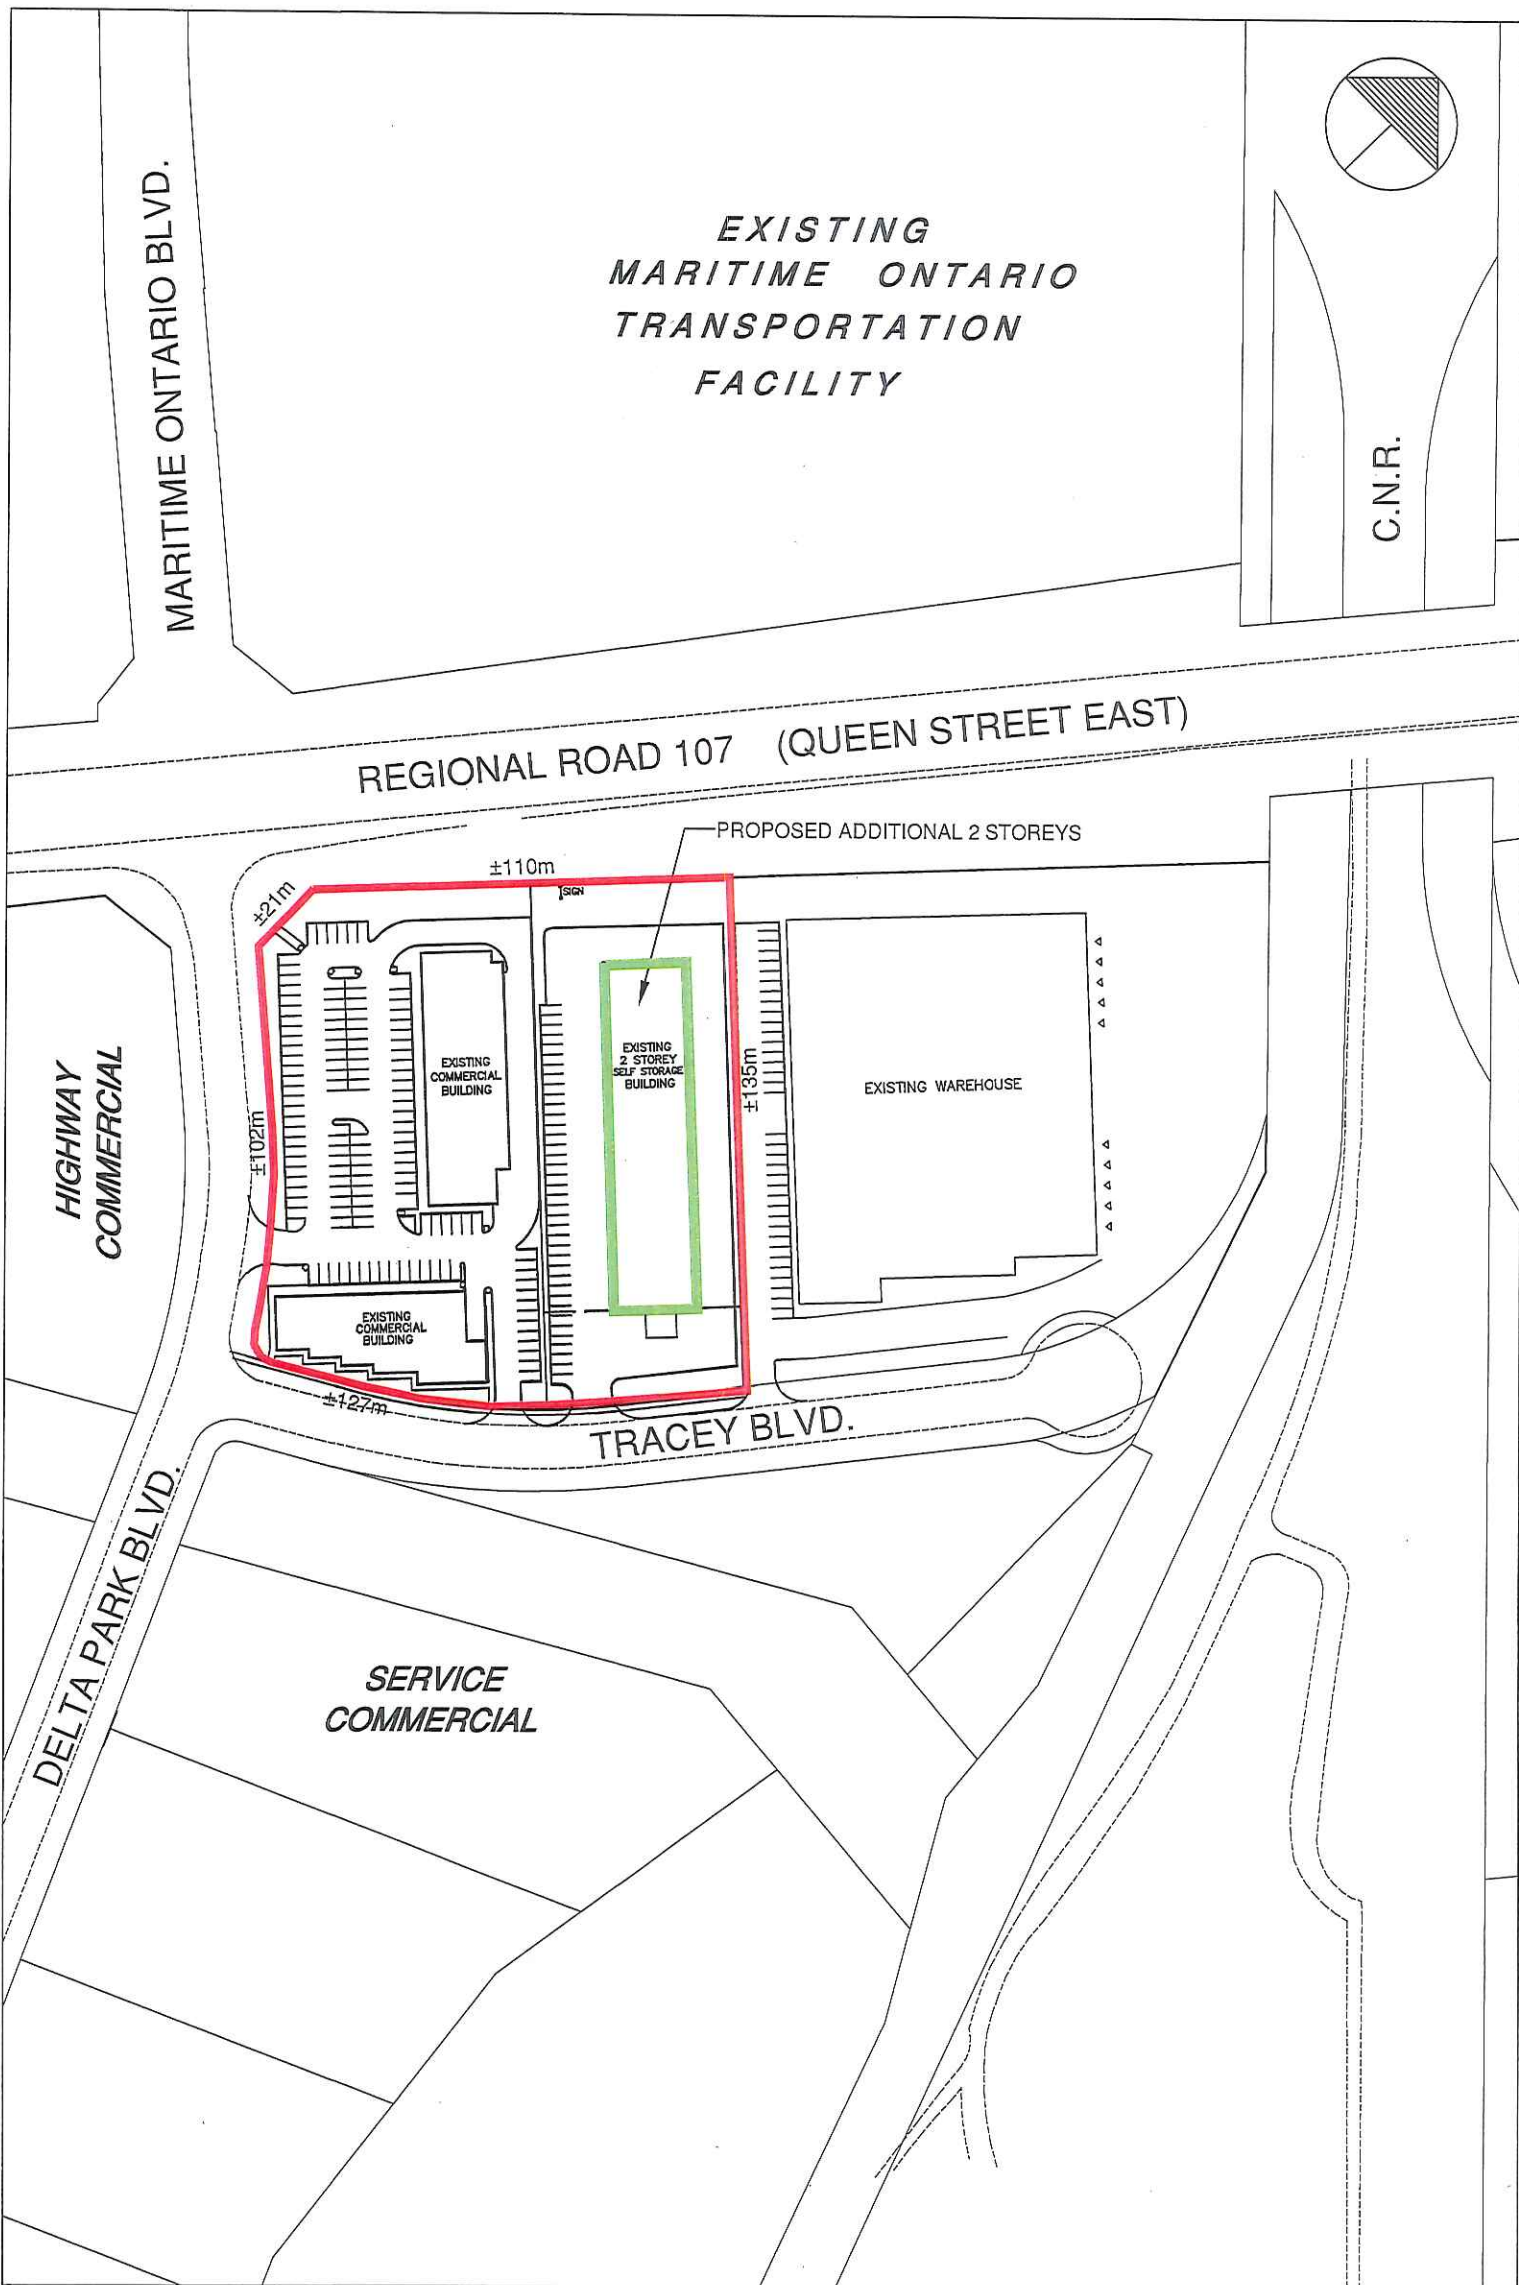 MARITIME ONTARIO BLVD.
EXISTING
MARITIME ONTARIO
TRANSPORTATION
FACILITY
C.N.R.
REGIONAL ROAD 107 (QUEEN STREET EAST)
PROPOSED ADDITIONAL 2 STOREYS
±110m
±21m
SIGN
HIGHWAY
COMMERCIAL
±102m
EXISTING
COMMERCIAL
BUILDING
EXISTING
2 STOREY
SELF STORAGE
BUILDING
±135m
EXISTING WAREHOUSE
EXISTING
COMMERCIAL
BUILDING
±127m
TRACEY BLVD.
DELTA PARK BLVD.
SERVICE
COMMERCIAL